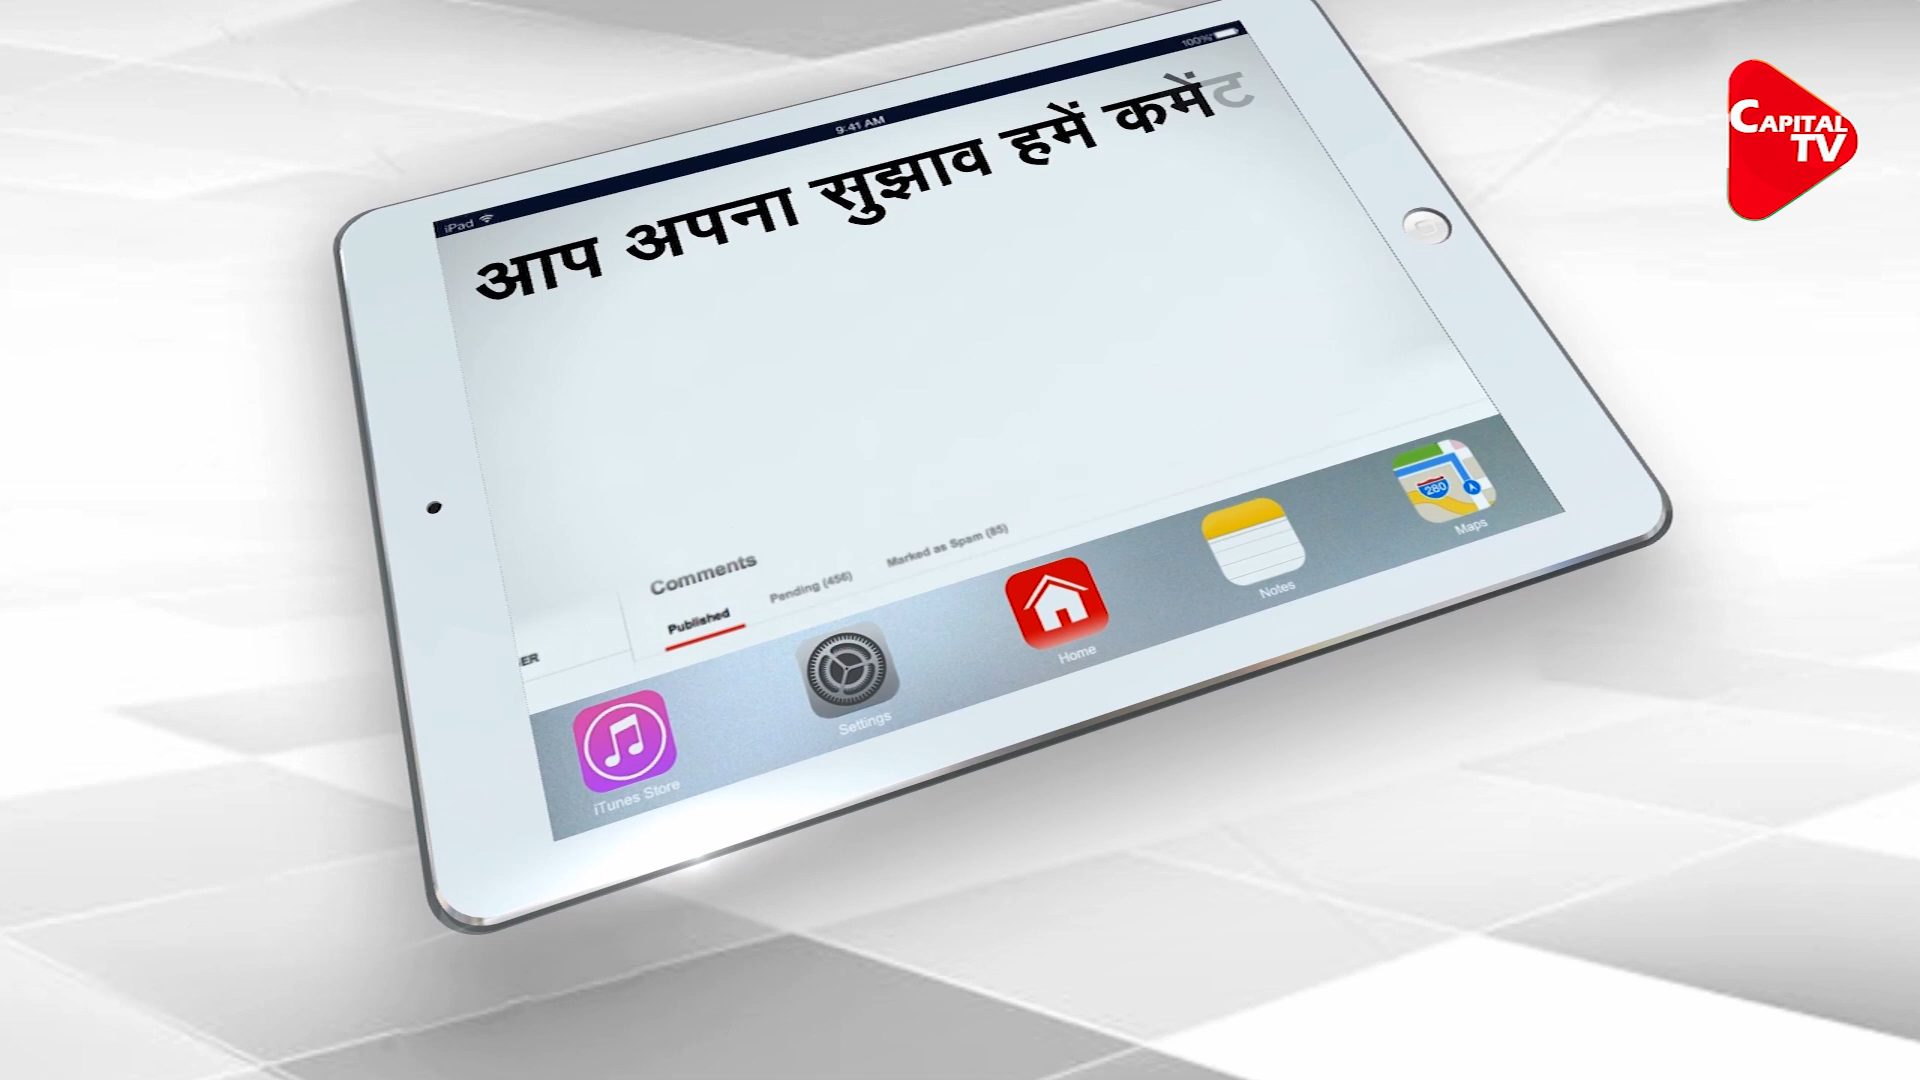 CAPITAL
TV
iPad
9:41 AM
100%
आप अपना सुझाव हमें कमेंट
Comments
Published
Pending (456)
Marked as Spam (85)
ER
iTunes Store
Settings
Home
Notes
280
Maps